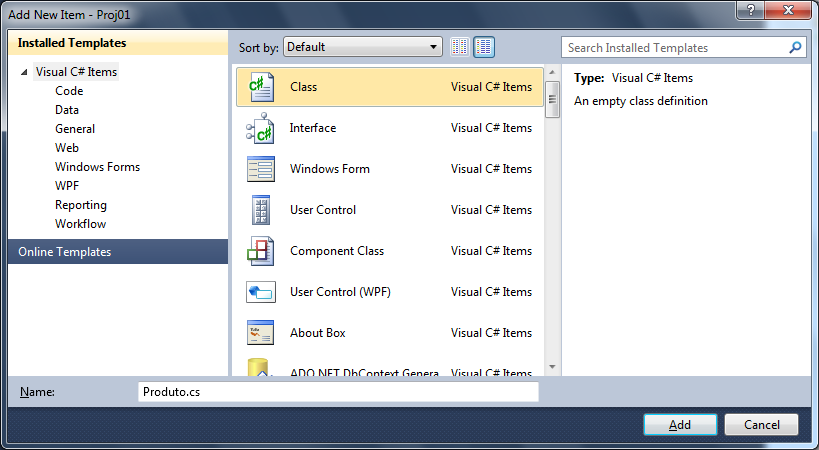 Add New Item - Proj01
Installed Templates
Visual C# Items
Code
Data
General
Web
Windows Forms
WPF
Reporting
Workflow
Online Templates
Sort by: Default
Class Visual C# Items
Interface Visual C# Items
Windows Form Visual C# Items
User Control Visual C# Items
Component Class Visual C# Items
User Control (WPF) Visual C# Items
About Box Visual C# Items
ADO.NET DbContext Genera... Visual C# Items
Search Installed Templates
Type: Visual C# Items
An empty class definition
Name: Produto.cs
Add Cancel